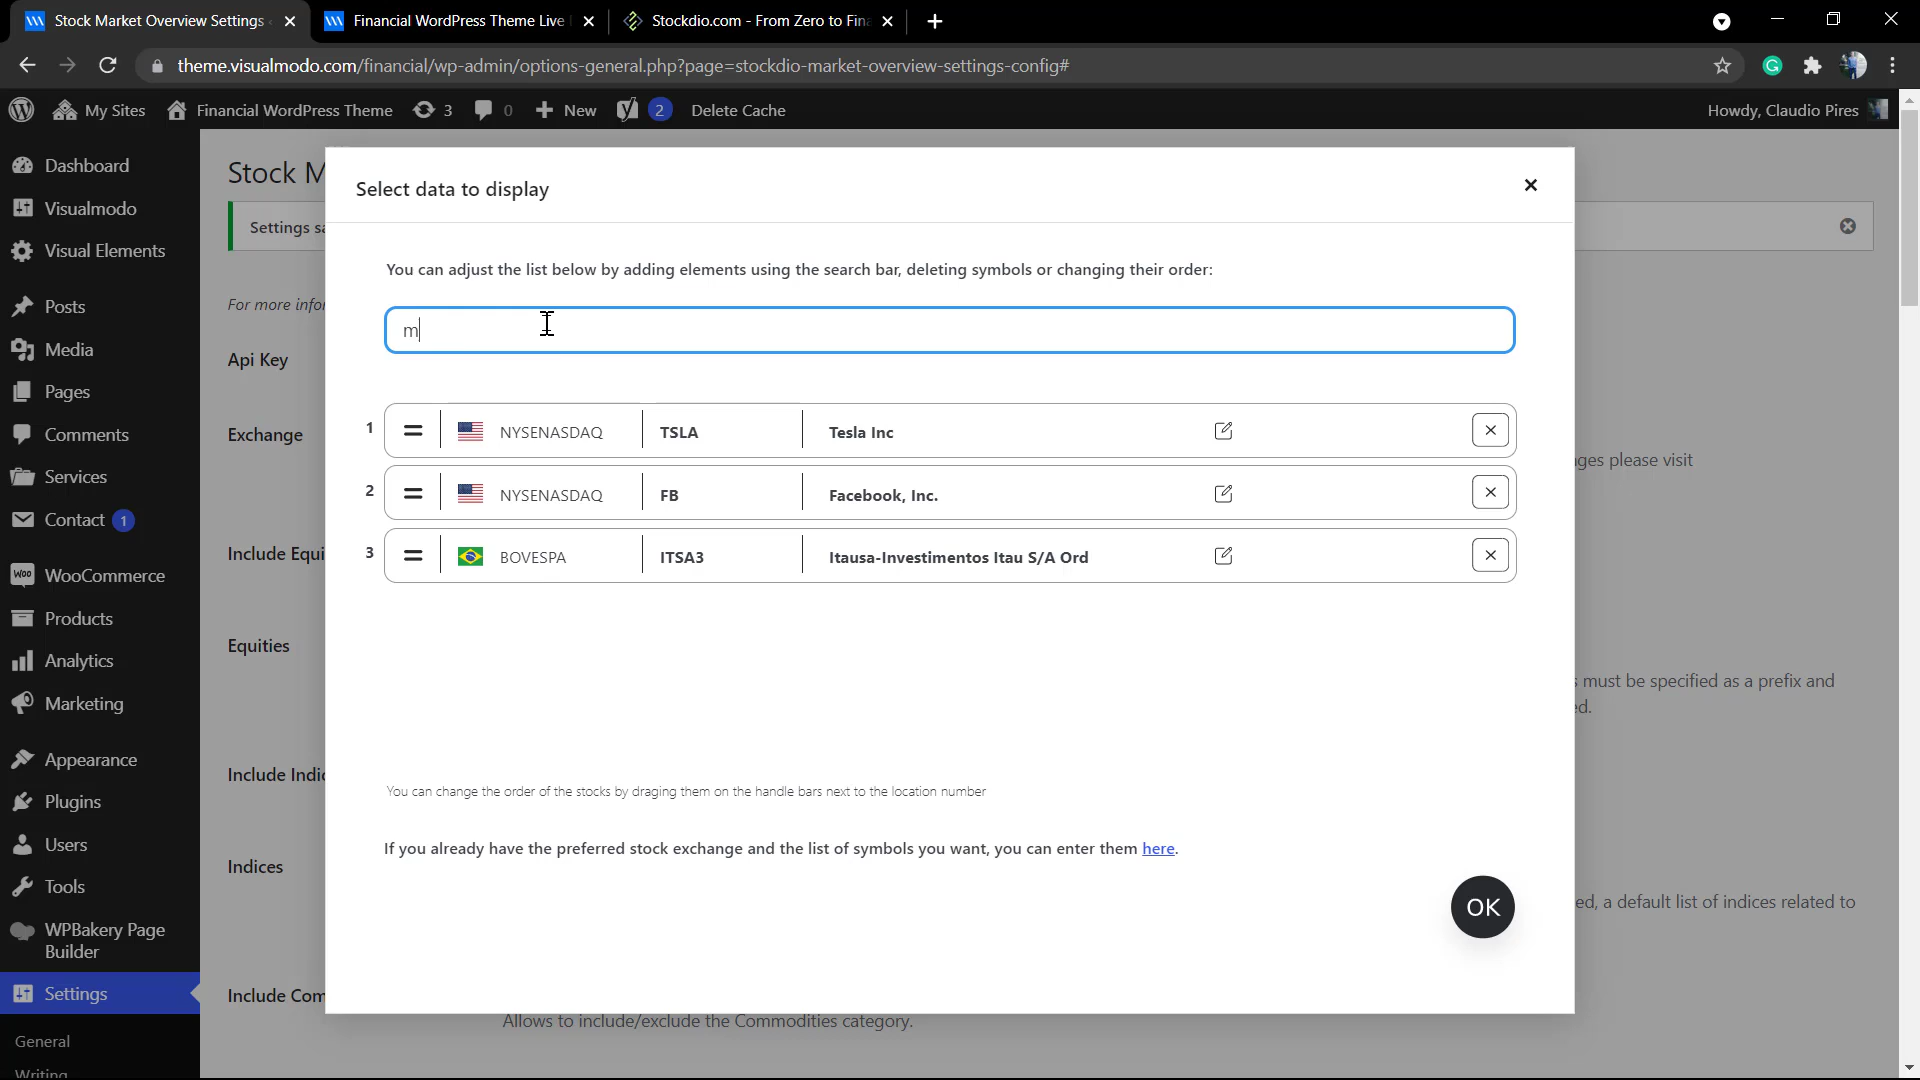 Stock Market Overview Settings
Financial WordPress Theme Live
Stockdio.com - From Zero to Fin
theme.visualmodo.com/financial/wp-admin/options-general.php?page=stockdio-market-overview-settings-config#
My Sites
Financial WordPress Theme
3
0
New
2
Delete Cache
Howdy, Claudio Pires
Dashboard
Visualmodo
Visual Elements
Posts
Media
Pages
Comments
Services
Contact 1
WooCommerce
Products
Analytics
Marketing
Appearance
Plugins
Users
Tools
WPBakery Page
Builder
Settings
General
Writing
Stock M
Settings sa
For more infor
Api Key
Exchange
ges please visit
Include Equi
Equities
s must be specified as a prefix and
ed.
Include Indic
Indices
ed, a default list of indices related to
Include Com
Allows to include/exclude the Commodities category.
Select data to display
You can adjust the list below by adding elements using the search bar, deleting symbols or changing their order:
m
1 NYSENASDAQ TSLA Tesla Inc
2 NYSENASDAQ FB Facebook, Inc.
3 BOVESPA ITSA3 Itausa-Investimentos Itau S/A Ord
You can change the order of the stocks by draging them on the handle bars next to the location number
If you already have the preferred stock exchange and the list of symbols you want, you can enter them here.
OK